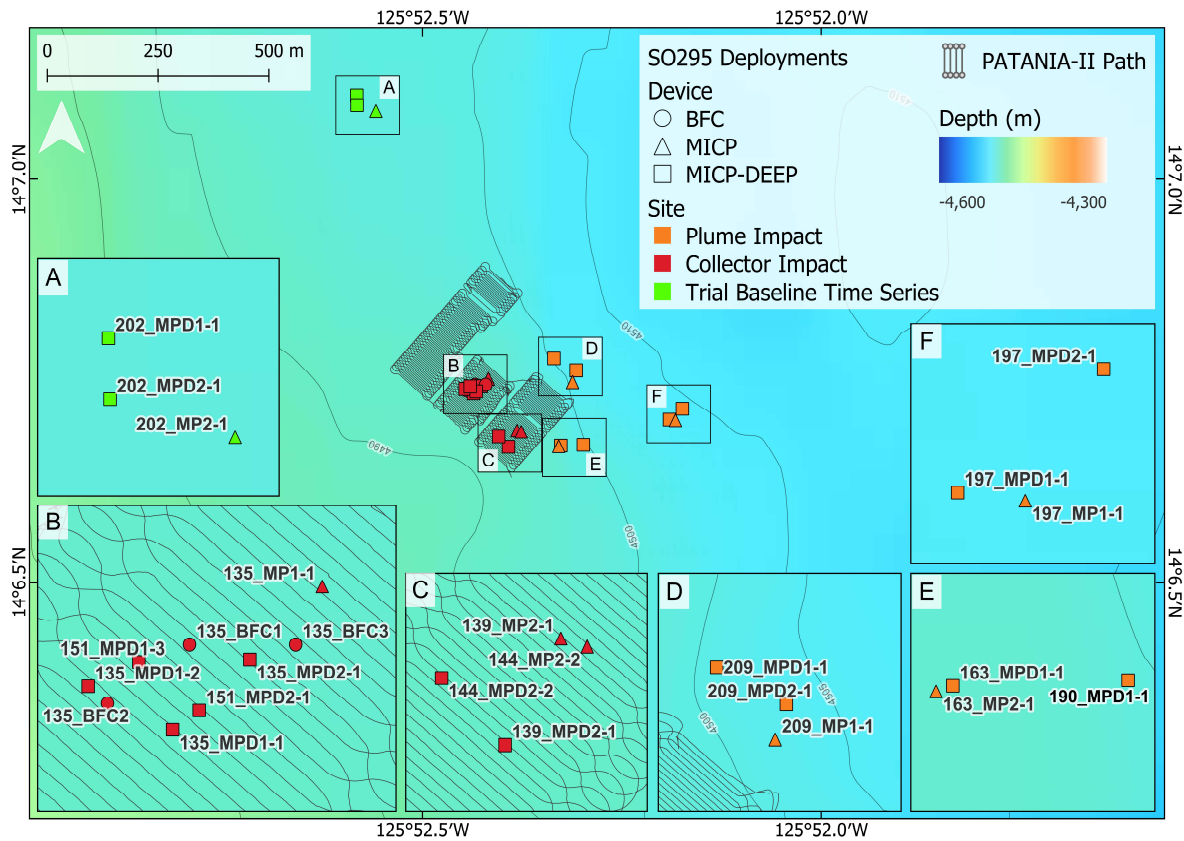 125°52.5'W
125°52.0'W
0
250
500 m
A
SO295 Deployments
Device
BFC
MICP
MICP-DEEP
Site
Plume Impact
Collector Impact
Trial Baseline Time Series
PATANIA-II Path
Depth (m)
-4,600
-4,300
4510
14°7.0'N
14°7.0'N
A
202_MPD1-1
202_MPD2-1
202_MP2-1
4510
B
D
F
C
E
4490
4500
F
197_MPD2-1
197_MPD1-1
197_MP1-1
14°6.5'N
14°6.5'N
B
135_MP1-1
135_BFC1
135_BFC3
151_MPD1-3
135_MPD1-2
135_MPD2-1
151_MPD2-1
135_BFC2
135_MPD1-1
C
139_MP2-1
144_MP2-2
144_MPD2-2
139_MPD2-1
D
209_MPD1-1
209_MPD2-1
4505
4500
209_MP1-1
E
163_MPD1-1
163_MP2-1
190_MPD1-1
125°52.5'W
125°52.0'W